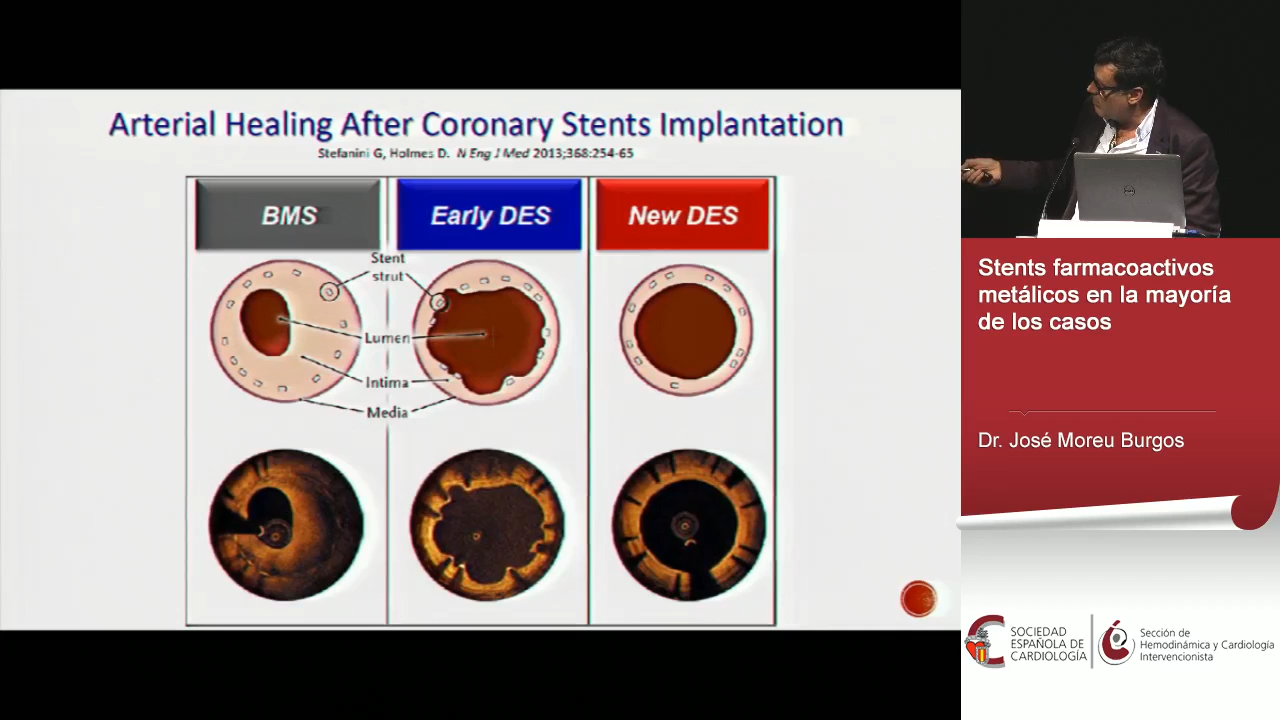 Arterial Healing After Coronary Stents Implantation
Stefanini G, Holmes D. N Eng J Med 2013;368:254-65
BMS
Early DES
New DES
Stent
strut
Lumen
Intima
Media
Stents farmacoactivos
metálicos en la mayoría
de los casos
Dr. José Moreu Burgos
SOCIEDAD
ESPAÑOLA DE
CARDIOLOGÍA
Sección de
Hemodinámica y Cardiología
Intervencionista